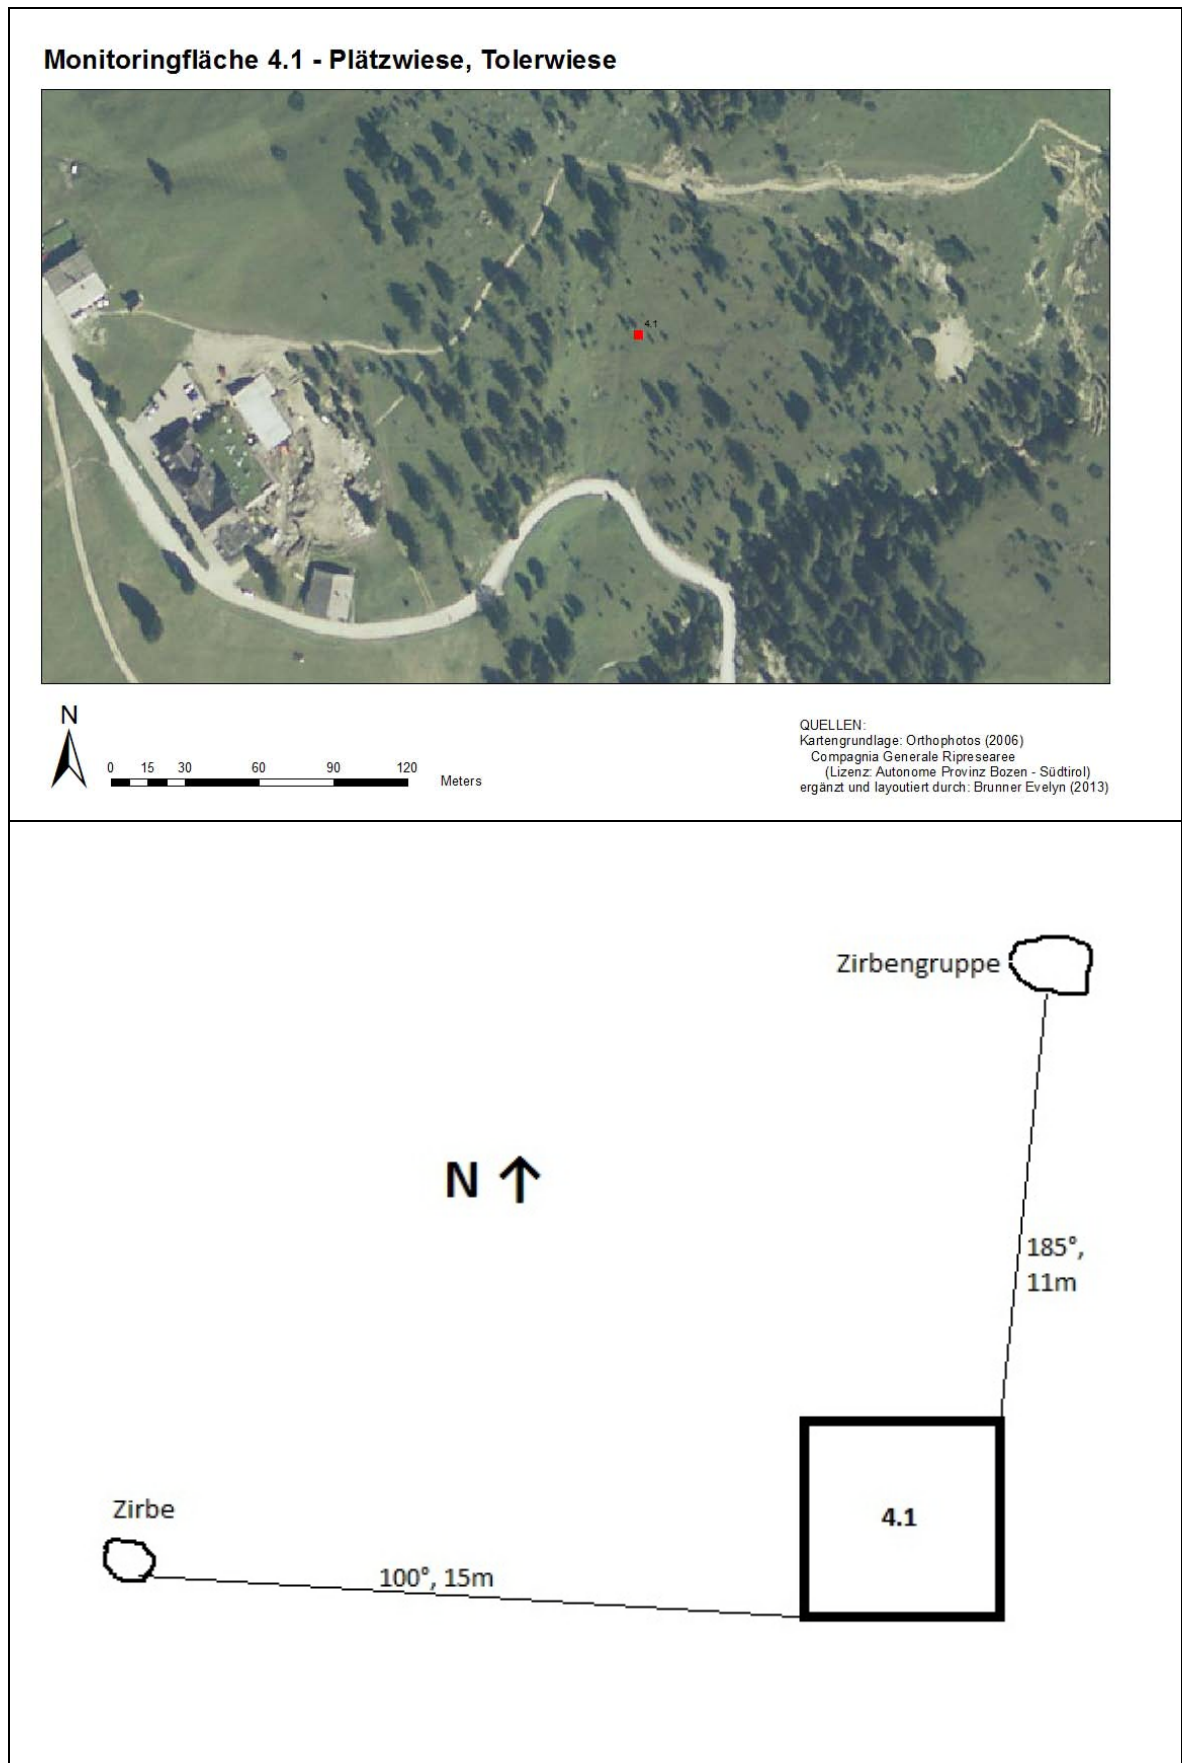 Monitoringfläche 4.1 - Plätzwiese, Tolerwiese
4.1
N
0 15 30 60 90 120
Meters
QUELLEN:
Kartengrundlage: Orthophotos (2006)
Compagnia Generale Ripresearee
(Lizenz: Autonome Provinz Bozen - Südtirol)
ergänzt und layoutiert durch: Brunner Evelyn (2013)
Zirbengruppe
N ↑
185°,
11m
Zirbe
4.1
100°, 15m